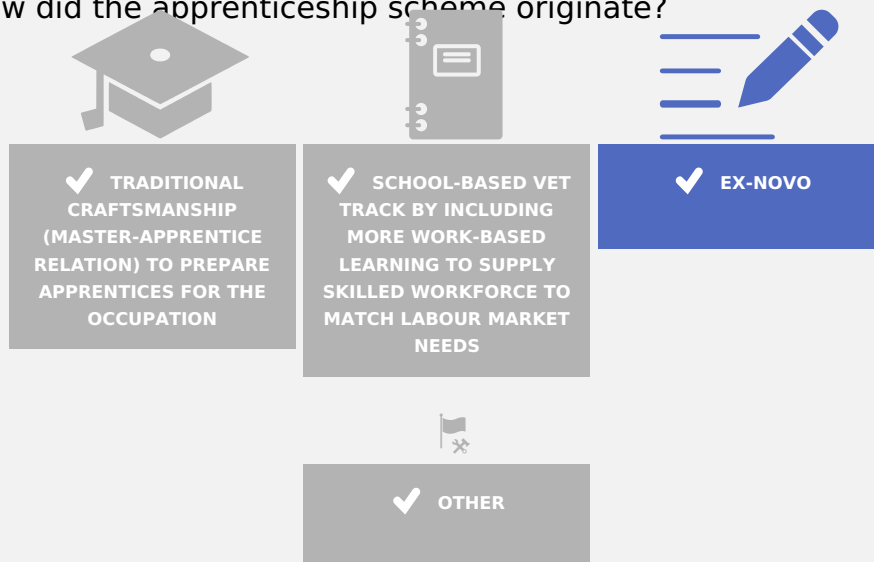 w did the apprenticeship scheme originate?
TRADITIONAL
CRAFTSMANSHIP
(MASTER-APPRENTICE
RELATION) TO PREPARE
APPRENTICES FOR THE
OCCUPATION
SCHOOL-BASED VET
TRACK BY INCLUDING
MORE WORK-BASED
LEARNING TO SUPPLY
SKILLED WORKFORCE TO
MATCH LABOUR MARKET
NEEDS
EX-NOVO
OTHER